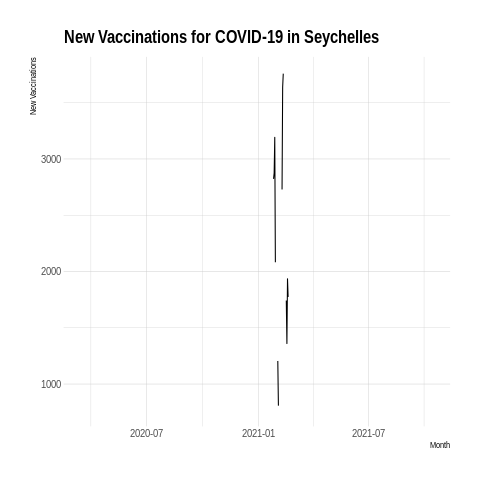 New Vaccinations for COVID-19 in Seychelles
New Vaccinations
3000
2000
1000
2020-07
2021-01
2021-07
Month